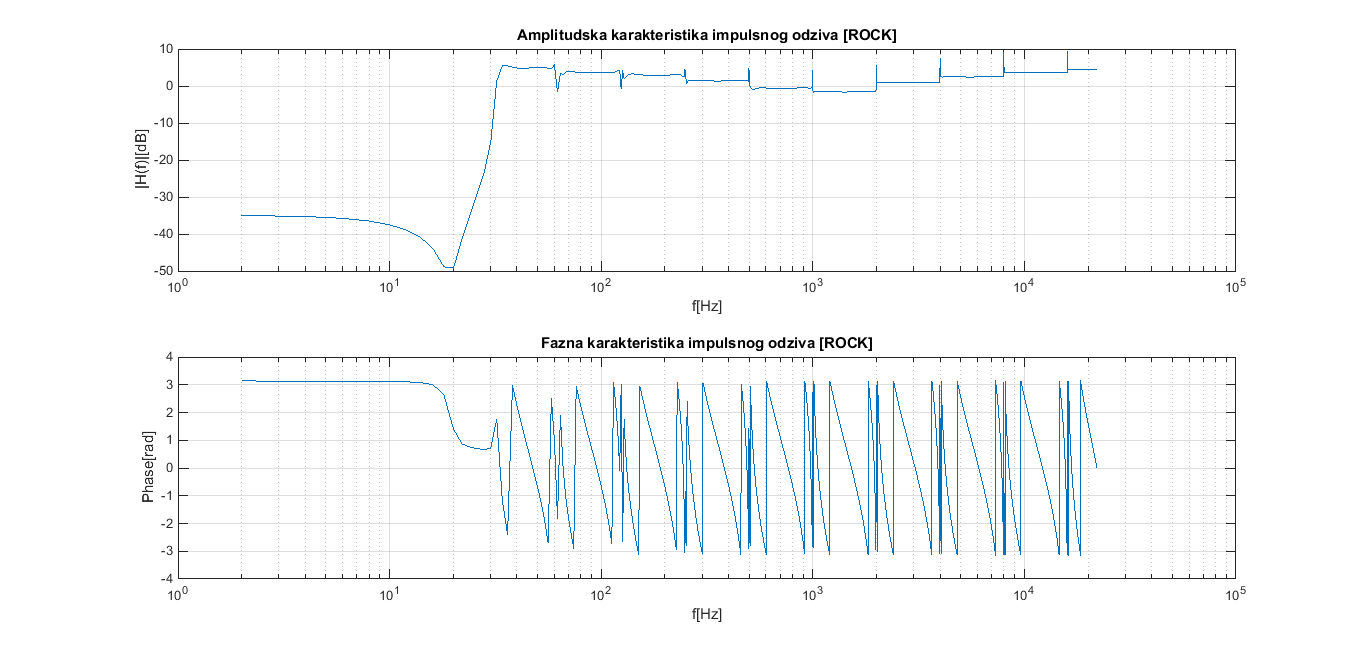 Amplitudska karakteristika impulsnog odziva [ROCK]
10
0
-10
-20
-30
-40
-50
|H(f)|[dB]
10^0 10^1 10^2 10^3 10^4 10^5
f[Hz]
Fazna karakteristika impulsnog odziva [ROCK]
4
3
2
1
0
-1
-2
-3
-4
Phase[rad]
10^0 10^1 10^2 10^3 10^4 10^5
f[Hz]